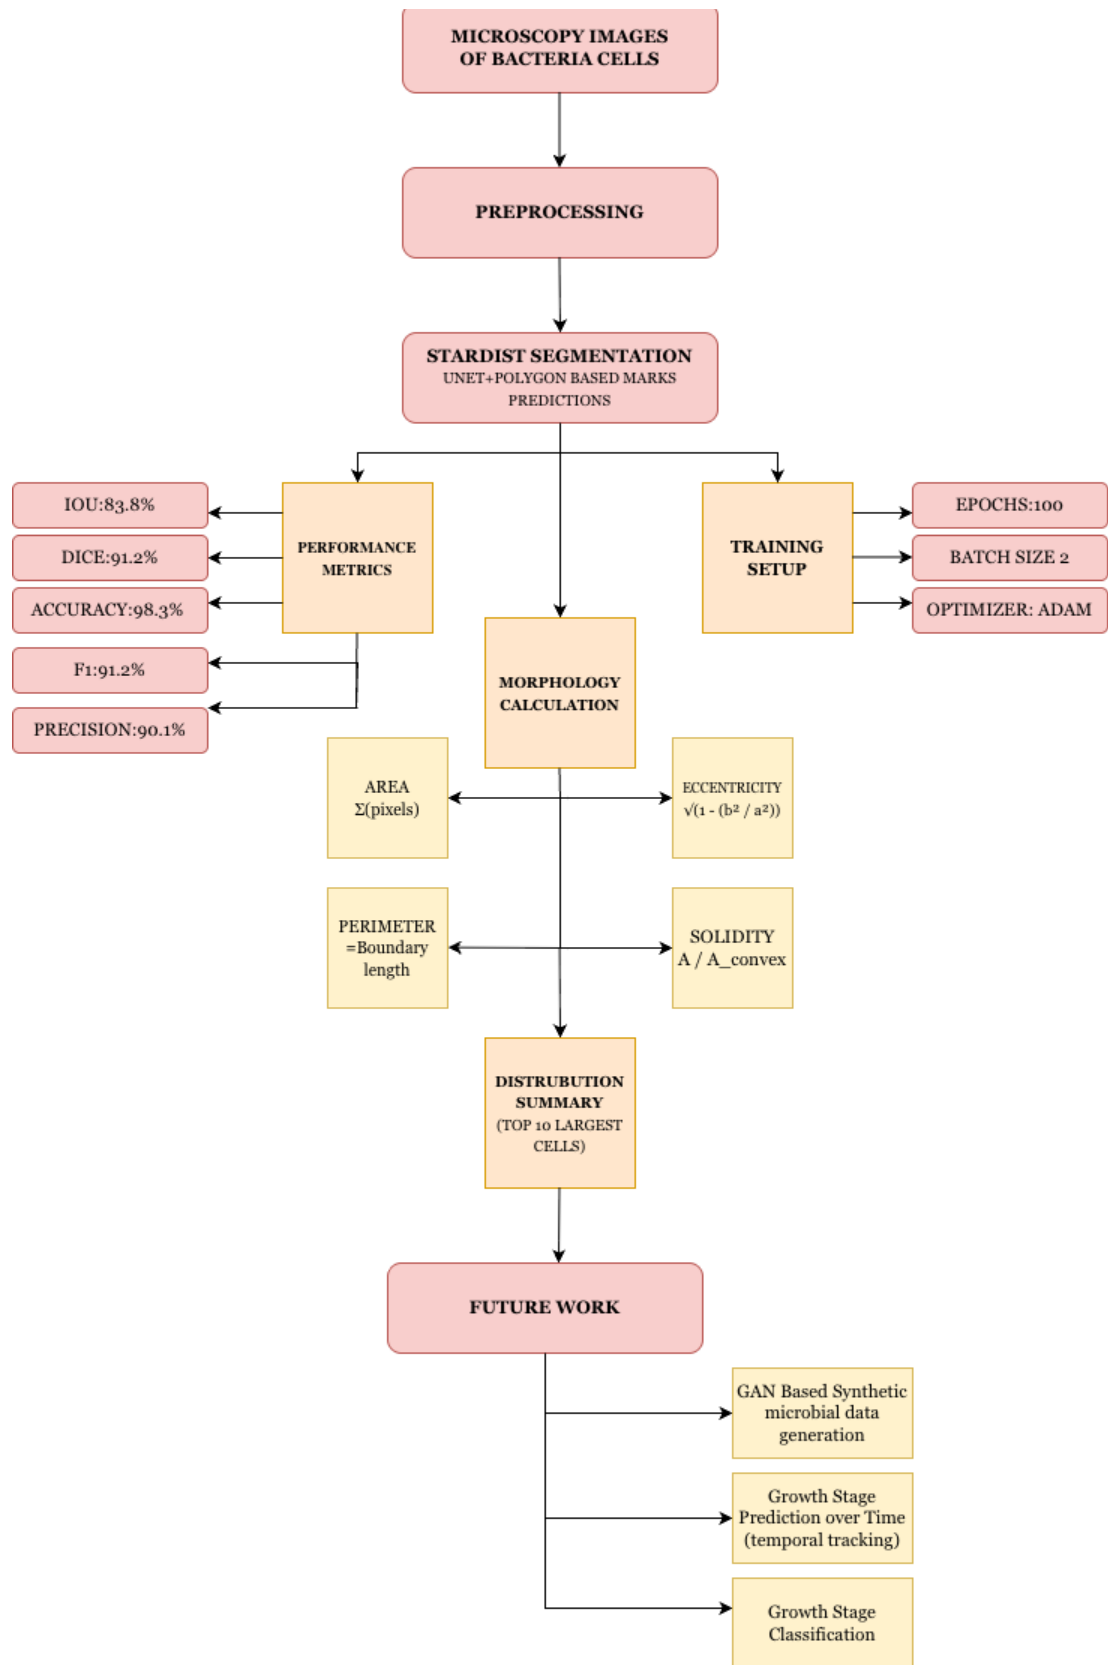 MICROSCOPY IMAGES
OF BACTERIA CELLS
PREPROCESSING
STARDIST SEGMENTATION
UNET+POLYGON BASED MARKS
PREDICTIONS
IOU:83.8%
DICE:91.2%
ACCURACY:98.3%
F1:91.2%
PRECISION:90.1%
PERFORMANCE
METRICS
TRAINING
SETUP
EPOCHS:100
BATCH SIZE 2
OPTIMIZER: ADAM
MORPHOLOGY
CALCULATION
AREA
Σ(pixels)
ECCENTRICITY
√(1 - (b² / a²))
PERIMETER
=Boundary
length
SOLIDITY
A / A_convex
DISTRUBUTION
SUMMARY
(TOP 10 LARGEST
CELLS)
FUTURE WORK
GAN Based Synthetic
microbial data
generation
Growth Stage
Prediction over Time
(temporal tracking)
Growth Stage
Classification